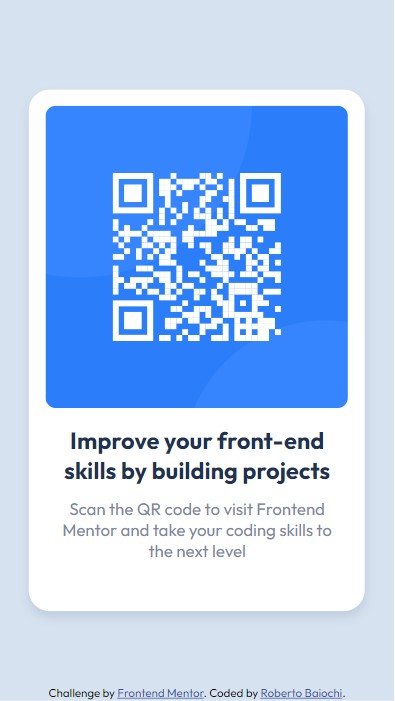 Improve your front-end
skills by building projects
Scan the QR code to visit Frontend
Mentor and take your coding skills to
the next level
Challenge by Frontend Mentor. Coded by Roberto Baiochi.